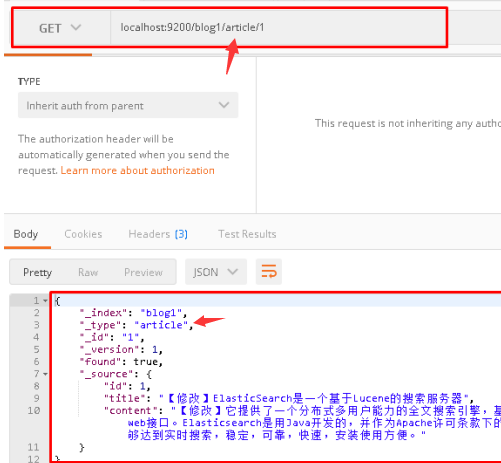 GET
localhost:9200/blog1/article/1
TYPE
Inherit auth from parent
The authorization header will be
automatically generated when you send the
request. Learn more about authorization
This request is not inheriting any autho
Body Cookies Headers (3) Test Results
Pretty Raw Preview JSON
1 {
2 "_index": "blog1",
3 "_type": "article",
4 "_id": "1",
5 "_version": 1,
6 "found": true,
7 "_source": {
8 "id": 1,
9 "title": "【修改】ElasticSearch是一个基于Lucene的搜索服务器",
10 "content": "【修改】它提供了一个分布式多用户能力的全文搜索引擎，基
web接口。Elasticsearch是用Java开发的，并作为Apache许可条款下的
够达到实时搜索，稳定，可靠，快速，安装使用方便。"
11 }
12 }